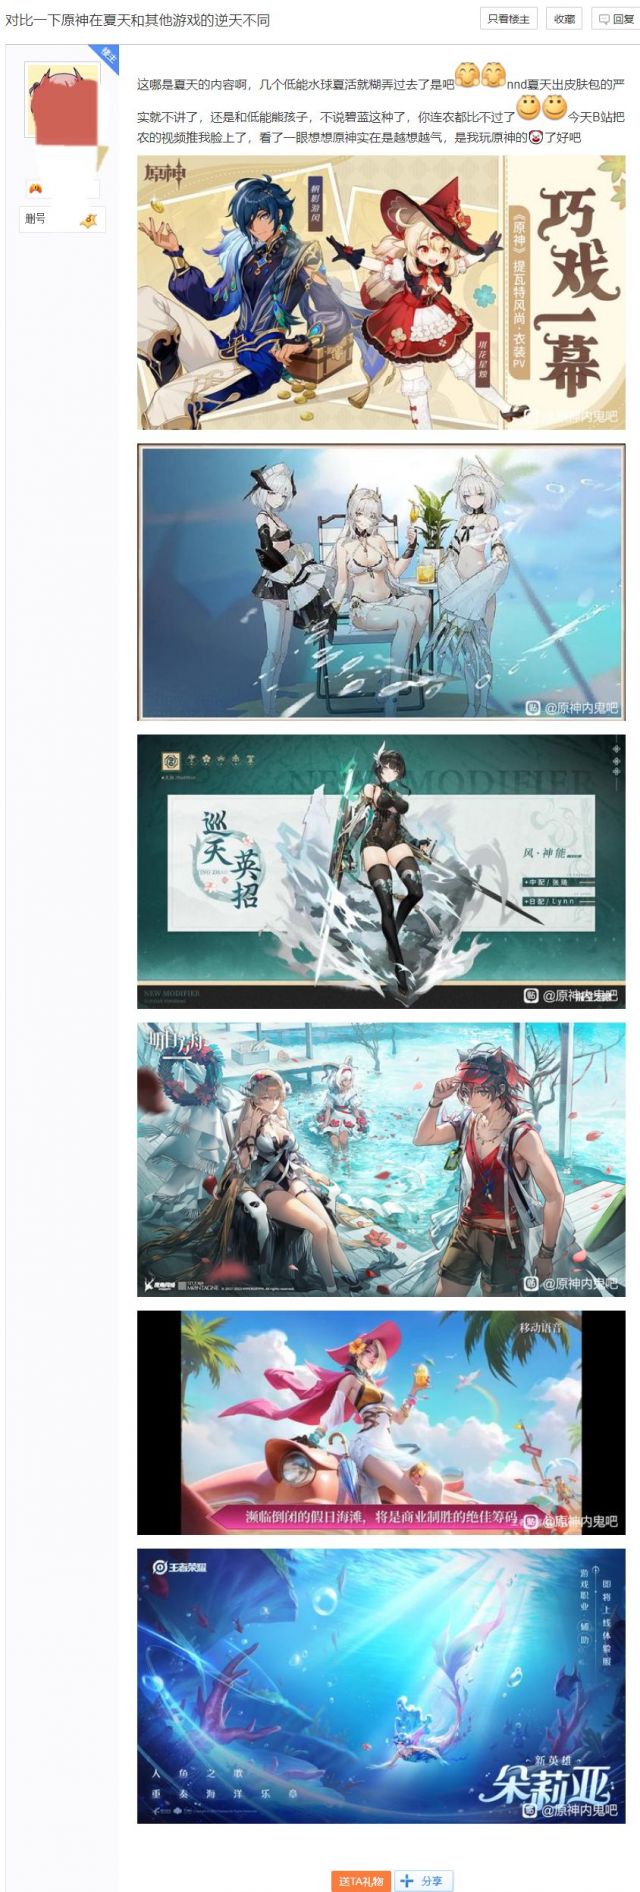 对比一下原神在夏天和其他游戏的逆天不同
只看楼主
收藏
回复
楼主
这哪是夏天的内容啊，几个低能水球夏活就糊弄过去了是吧nnd夏天出皮肤包的严
实就不讲了，还是和低能熊孩子，不说碧蓝这种了，你连农都比不过了今天B站把
农的视频推我脸上了，看了一眼想想原神实在是越想越气，是我玩原神的了好吧
删号
原神
帆影游风
琪花星烛
《原神》提瓦特风尚·衣装PV
巧戏一幕
@原神内鬼吧
贴 @原神内鬼吧
NEW MODIFIER
巡天
英招
YING ZHAO
风·神能
+中配/张琦
+日配/Lynn
NEW MODIFIER
贴 @原神内鬼吧
明日方舟
MONTAGNE
贴 @原神内鬼吧
移动语音
濒临倒闭的假日海滩，将是商业制胜的绝佳筹码
贴 @原神内鬼吧
王者荣耀
即将上线体验服
游戏职业 辅助
人鱼之歌
重奏海洋乐章
新英雄
朵莉亚
贴 @原神内鬼吧
送TA礼物
分享